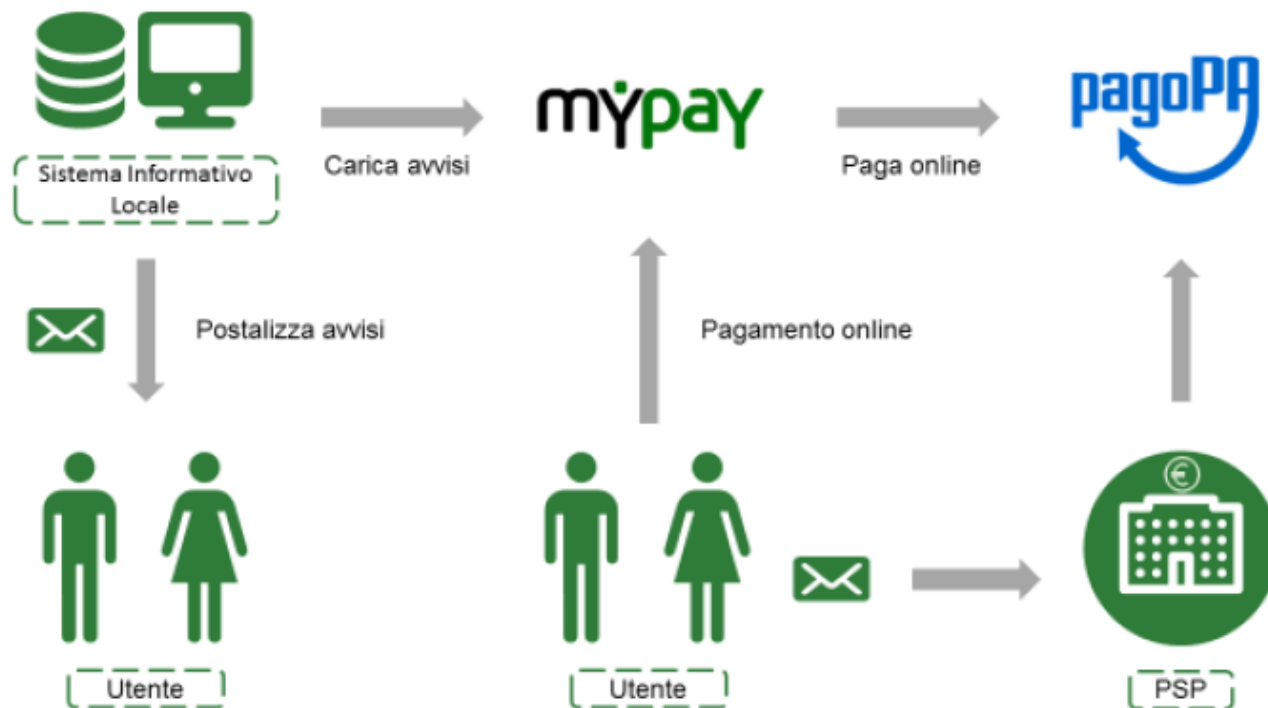 mypay
pagoPA
Sistema Informativo
Locale
Carica avvisi
Paga online
Postalizza avvisi
Pagamento online
€
Utente
Utente
PSP